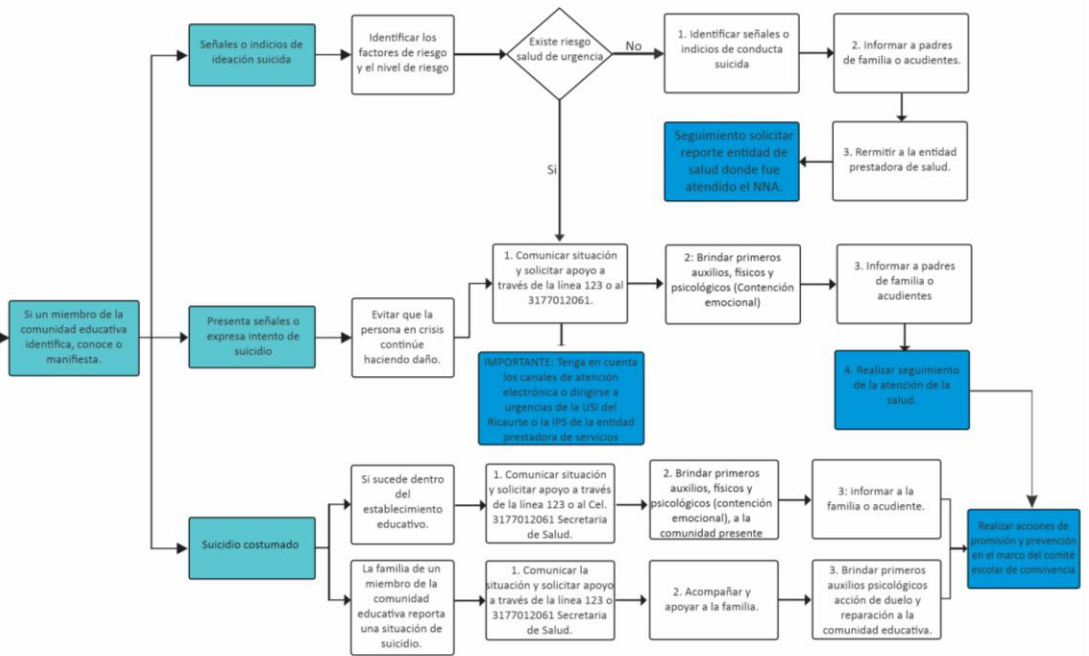 Señales o indicios de
ideación suicida
Identificar los
factores de riesgo
y el nivel de riesgo
Existe riesgo
salud de urgencia
No
1. Identificar señales o
indicios de conducta
suicida
2. Informar a padres
de familia o acudientes.
Seguimiento solicitar
reporte entidad de
salud donde fue
atendido el NNA.
3. Rermitir a la entidad
prestadora de salud.
Si
Si un miembro de la
comunidad educativa
identifica, conoce o
manifiesta.
Presenta señales o
expresa intento de
suicidio
Evitar que la
persona en crisis
continúe
haciendo daño.
1. Comunicar situación
y solicitar apoyo a
través de la línea 123 o al
3177012061.
2: Brindar primeros
auxilios, físicos y
psicológicos (Contención
emocional)
3. Informar a padres
de familia o
acudientes
IMPORTANTE: Tenga en cuenta
los canales de atención
electrónica o dirigirse a
urgencias de la USI del
Ricaurte o la IPS de la entidad
prestadora de servicios
4. Realizar seguimiento
de la atención de la
salud.
Suicidio costumado
Si sucede dentro
del
establecimiento
educativo.
1. Comunicar situación
y solicitar apoyo a través
de la línea 123 o al Cel.
3177012061 Secretaria
de Salud.
2. Brindar primeros
auxilios, físicos y
psicológicos (contención
emocional), a la
comunidad presente
3: informar a la
familia o acudiente.
La familia de un
miembro de la
comunidad
educativa reporta
una situación de
suicidio.
1. Comunicar la
situación y solicitar apoyo
a través de la línea 123 o
3177012061 Secretaria
de Salud.
2. Acompañar y
apoyar a la familia.
3. Brindar primeros
auxilios psicológicos
acción de duelo y
reparación a la
comunidad educativa.
Realizar acciones de
promisión y prevención
en el marco del comité
escolar de comvivencia